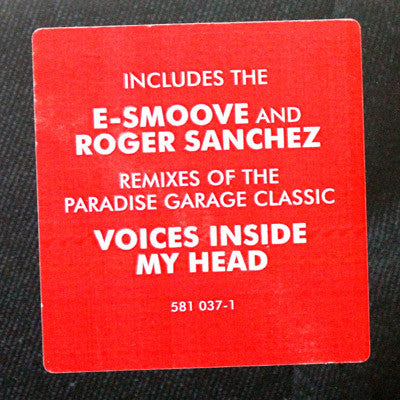 INCLUDES THE
E-SMOOVE AND
ROGER SANCHEZ
REMIXES OF THE
PARADISE GARAGE CLASSIC
VOICES INSIDE
MY HEAD
581 037-1